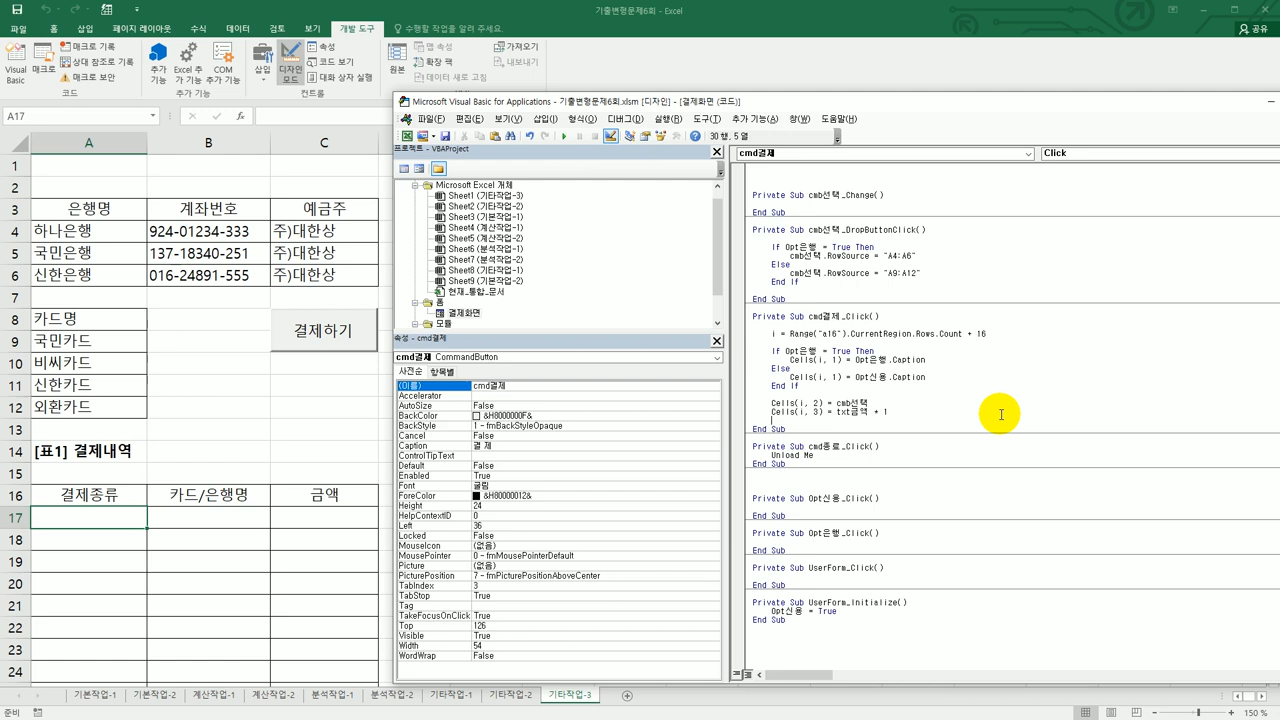 기출변형문제6회 - Excel
파일 홈 삽입 페이지 레이아웃 수식 데이터 검토 보기 개발 도구 수행할 작업을 알려 주세요. 공유
Visual Basic
매크로
매크로 기록
상대 참조로 기록
매크로 보안
코드
추가 기능
Excel 추가 기능
COM 추가 기능
추가 기능
삽입
디자인 모드
속성
코드 보기
대화 상자 실행
컨트롤
원본
맵 속성
확장 팩
데이터 새로 고침
가져오기
내보내기
A17
A B C
1
2
3 은행명 계좌번호 예금주
4 하나은행 924-01234-333 주)대한상
5 국민은행 137-18340-251 주)대한상
6 신한은행 016-24891-555 주)대한상
7
8 카드명
9 국민카드 결제하기
10 비씨카드
11 신한카드
12 외환카드
13
14 [표1] 결제내역
15
16 결제종류 카드/은행명 금액
17
18
19
20
21
22
23
24
기본작업-1 기본작업-2 계산작업-1 계산작업-2 분석작업-1 분석작업-2 기타작업-1 기타작업-2 기타작업-3
준비
150 %
Microsoft Visual Basic for Applications - 기출변형문제6회.xlsm [디자인] - [결제화면 (코드)]
파일(F) 편집(E) 보기(V) 삽입(I) 형식(O) 디버그(D) 실행(R) 도구(T) 추가 기능(A) 창(W) 도움말(H)
30 행, 5 열
프로젝트 - VBAProject
Microsoft Excel 개체
Sheet1 (기타작업-3)
Sheet2 (기타작업-2)
Sheet3 (기본작업-1)
Sheet4 (계산작업-1)
Sheet5 (계산작업-2)
Sheet6 (분석작업-1)
Sheet7 (분석작업-2)
Sheet8 (기타작업-1)
Sheet9 (기본작업-2)
현재_통합_문서
폼
결제화면
모듈
속성 - cmd결제
cmd결제 CommandButton
사전순 항목별
(이름) cmd결제
Accelerator
AutoSize False
BackColor &H8000000F&
BackStyle 1 - fmBackStyleOpaque
Cancel False
Caption 결 제
ControlTipText
Default False
Enabled True
Font 굴림
ForeColor &H80000012&
Height 24
HelpContextID 0
Left 36
Locked False
MouseIcon (없음)
MousePointer 0 - fmMousePointerDefault
Picture (없음)
PicturePosition 7 - fmPicturePositionAboveCenter
TabIndex 3
TabStop True
Tag
TakeFocusOnClick True
Top 126
Visible True
Width 54
WordWrap False
cmd결제 Click
Private Sub cmb선택_Change()
End Sub
Private Sub cmb선택_DropButtonClick()
If Opt은행 = True Then
cmb선택.RowSource = "A4:A6"
Else
cmb선택.RowSource = "A9:A12"
End If
End Sub
Private Sub cmd결제_Click()
i = Range("a16").CurrentRegion.Rows.Count + 16
If Opt은행 = True Then
Cells(i, 1) = Opt은행.Caption
Else
Cells(i, 1) = Opt신용.Caption
End If
Cells(i, 2) = cmb선택
Cells(i, 3) = txt금액 * 1
End Sub
Private Sub cmd종료_Click()
Unload Me
End Sub
Private Sub Opt신용_Click()
End Sub
Private Sub Opt은행_Click()
End Sub
Private Sub UserForm_Click()
End Sub
Private Sub UserForm_Initialize()
Opt신용 = True
End Sub